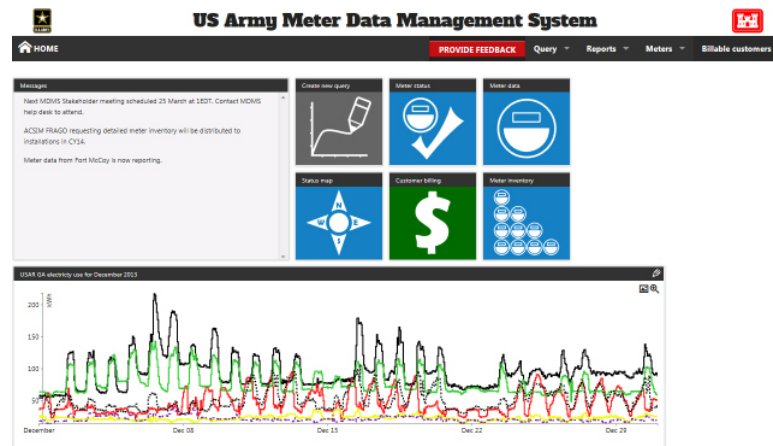 US Army Meter Data Management System
HOME
PROVIDE FEEDBACK Query Reports Meters Billable customers
Messages
Next MDMS Stakeholder meeting scheduled 25 March at 1EDT. Contact MDMS
help desk to attend.
ACSIM FRAGO requesting detailed meter inventory will be distributed to
installations in CY14.
Meter data from Fort McCoy is now reporting.
Create new query
Meter status
Meter data
Status map
N
W E
S
Customer billing
$
Meter inventory
USAR GA electricty use for December 2013
kWh
200
150
100
50
December Dec 08 Dec 15 Dec 22 Dec 29